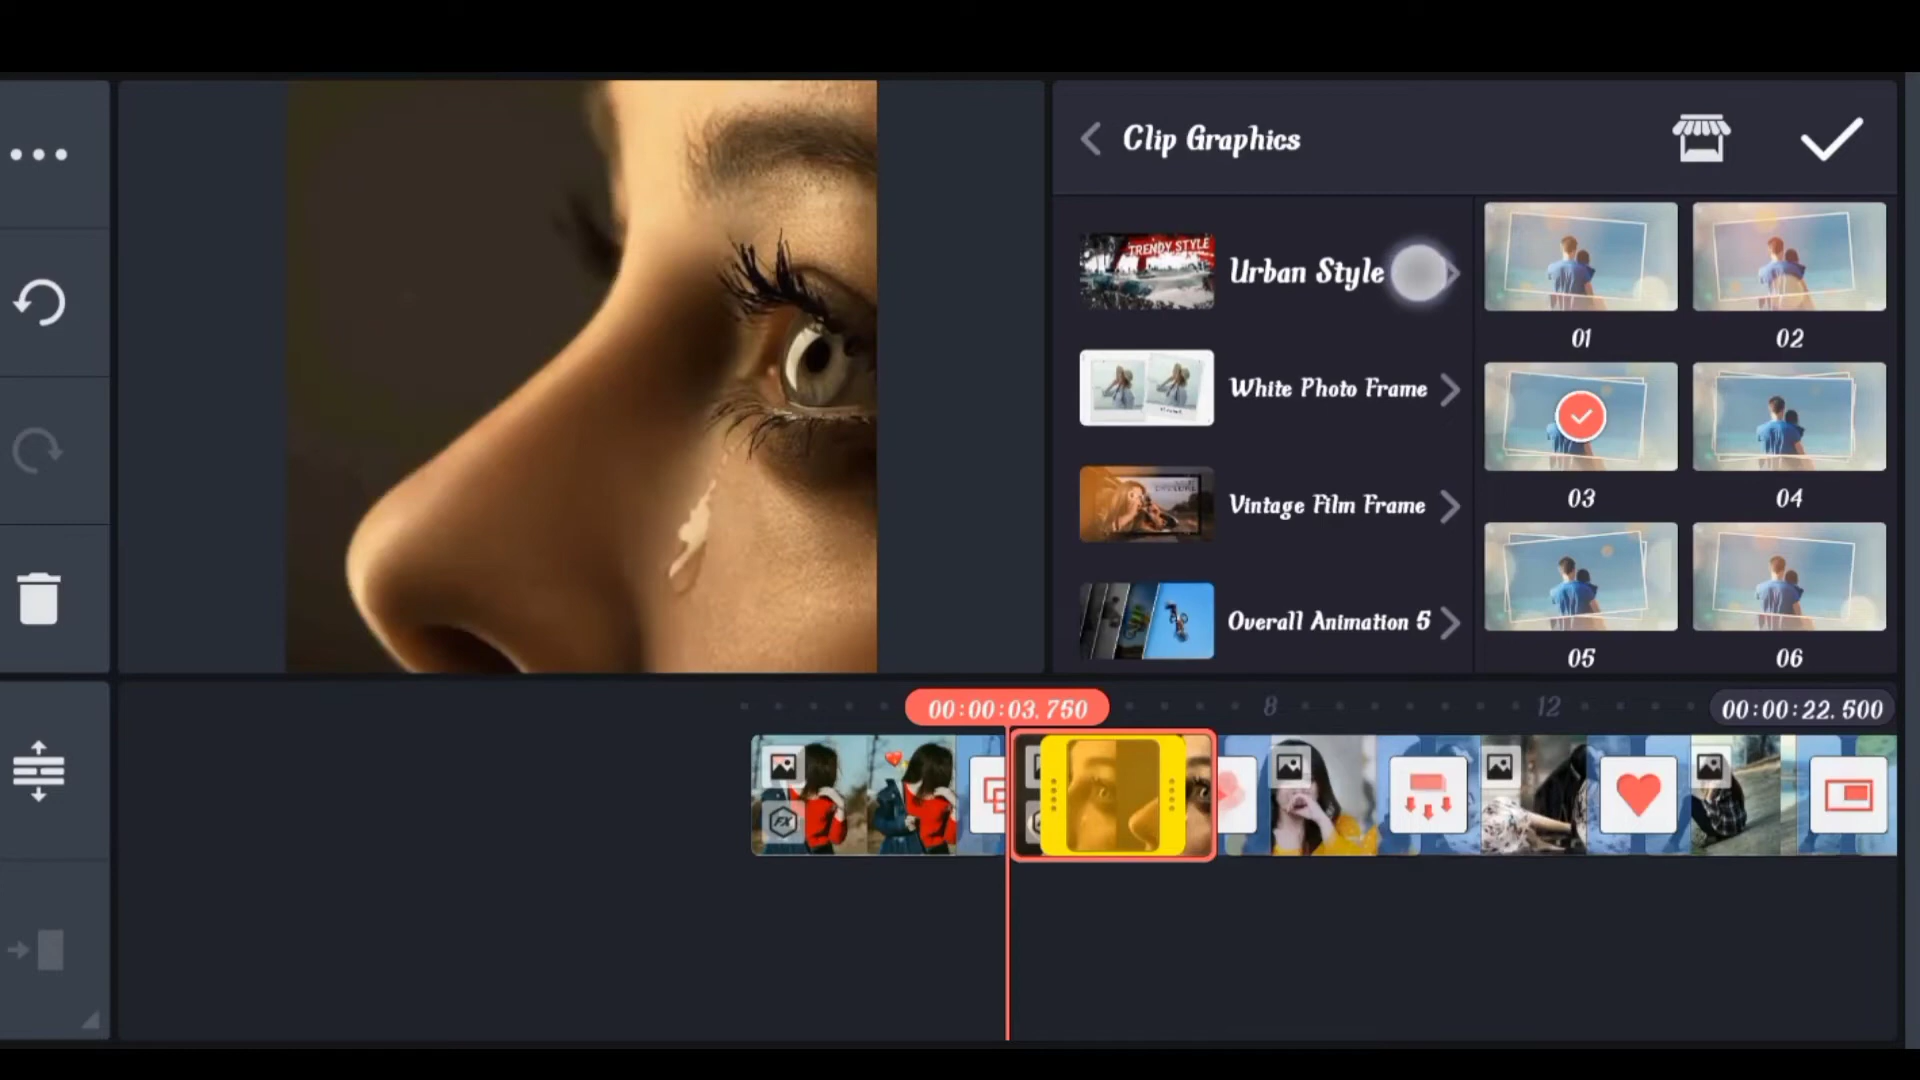 Clip Graphics
TRENDY STYLE
Urban Style
White Photo Frame
Vintage Film Frame
Overall Animation 5
01
02
03
04
05
06
00:00:03.750
8
12
00:00:22.500
FX